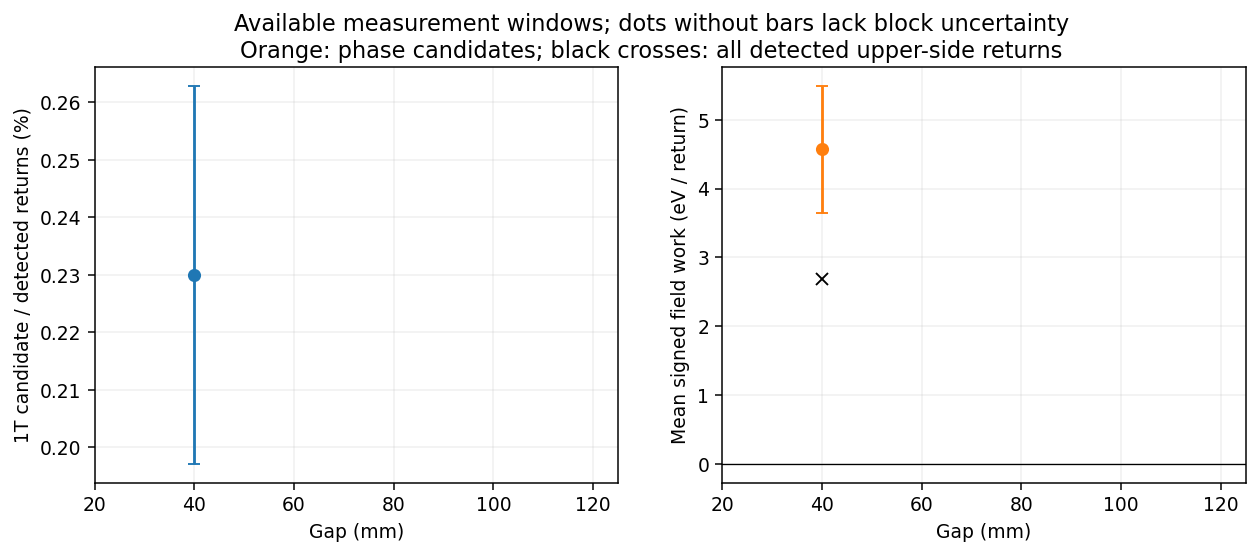 Available measurement windows; dots without bars lack block uncertainty
Orange: phase candidates; black crosses: all detected upper-side returns
1T candidate / detected returns (%)
0.26
0.25
0.24
0.23
0.22
0.21
0.20
20 40 60 80 100 120
Gap (mm)
Mean signed field work (eV / return)
5
4
3
2
1
0
20 40 60 80 100 120
Gap (mm)